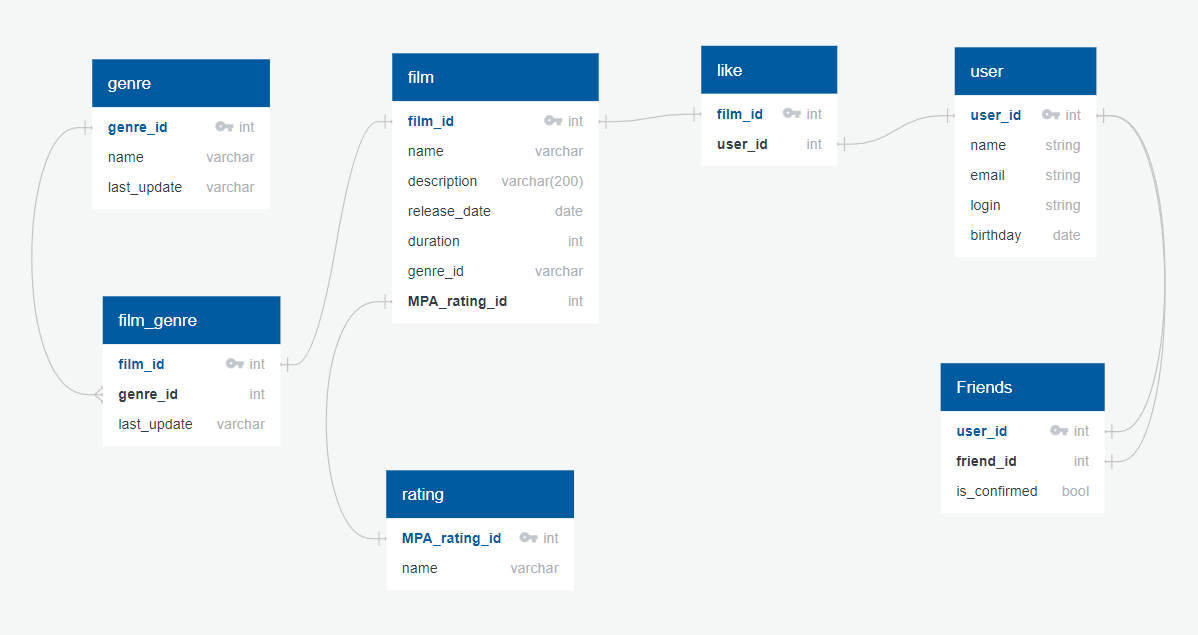 genre
genre_id int
name varchar
last_update varchar
film
film_id int
name varchar
description varchar(200)
release_date date
duration int
genre_id varchar
MPA_rating_id int
like
film_id int
user_id int
user
user_id int
name string
email string
login string
birthday date
film_genre
film_id int
genre_id int
last_update varchar
Friends
user_id int
friend_id int
is_confirmed bool
rating
MPA_rating_id int
name varchar